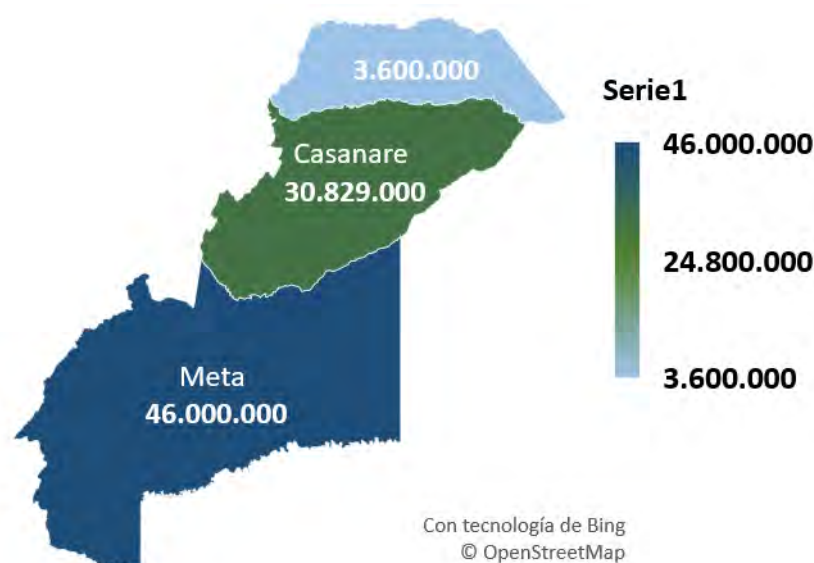 3.600.000
Casanare
30.829.000
Meta
46.000.000
Serie1
46.000.000
24.800.000
3.600.000
Con tecnología de Bing
© OpenStreetMap